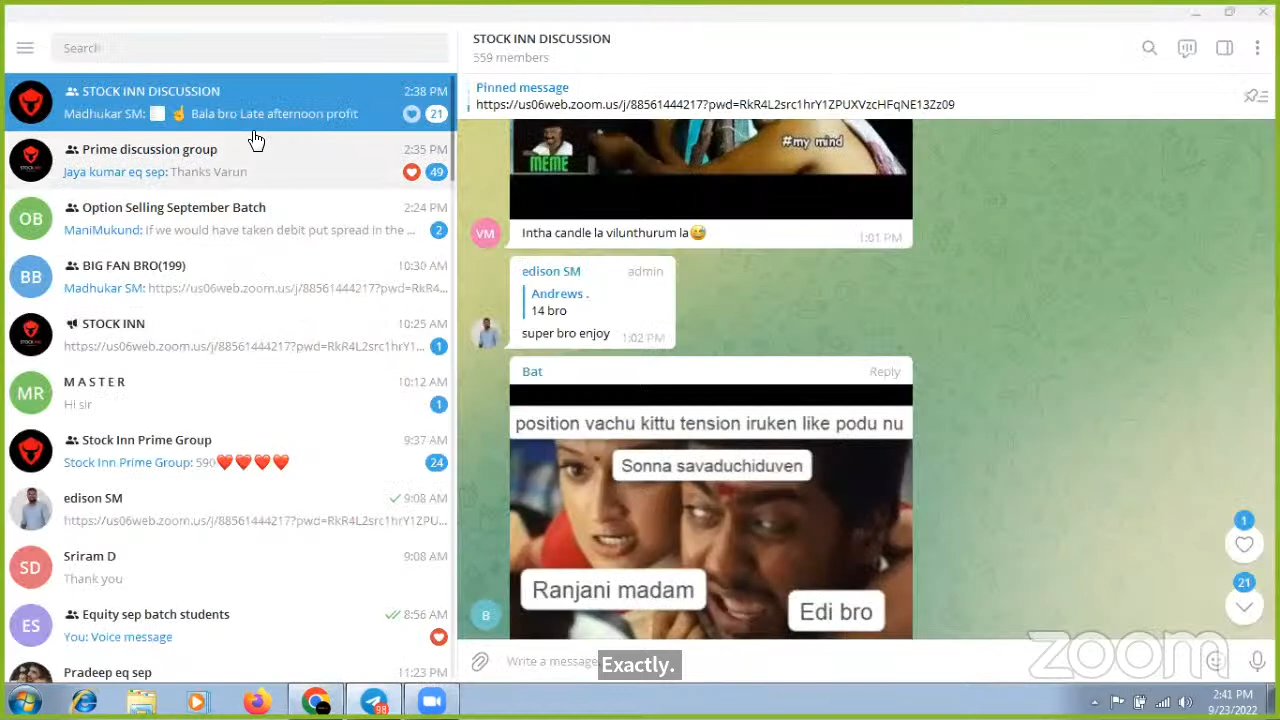 Search
STOCK INN DISCUSSION 2:38 PM
Madhukar SM: ☝ Bala bro Late afternoon profit 21
Prime discussion group 2:35 PM
Jaya kumar eq sep: Thanks Varun 49
OB Option Selling September Batch 2:24 PM
ManiMukund: If we would have taken debit put spread in the ... 2
BB BIG FAN BRO(199) 10:30 AM
Madhukar SM: https://us06web.zoom.us/j/88561444217?pwd=RkR4...
STOCK INN 10:25 AM
https://us06web.zoom.us/j/88561444217?pwd=RkR4L2src1hrY1... 1
MR M A S T E R 10:12 AM
Hi sir 1
Stock Inn Prime Group 9:37 AM
Stock Inn Prime Group: 590❤❤❤❤ 24
edison SM 9:08 AM
https://us06web.zoom.us/j/88561444217?pwd=RkR4L2src1hrY1ZPU...
SD Sriram D 9:08 AM
Thank you
ES Equity sep batch students 8:56 AM
You: Voice message
Pradeep eq sep 11:23 PM
STOCK INN DISCUSSION
559 members
Pinned message
https://us06web.zoom.us/j/88561444217?pwd=RkR4L2src1hrY1ZPUXVzcHFqNE13Zz09
MEME
#my mind
VM Intha candle la vilunthurum la😅 1:01 PM
edison SM admin
Andrews .
14 bro
super bro enjoy 1:02 PM
Bat Reply
position vachu kittu tension iruken like podu nu
Sonna savaduchiduven
Ranjani madam
Edi bro
B
1
21
Write a message
Exactly.
zoom
98
2:41 PM
9/23/2022